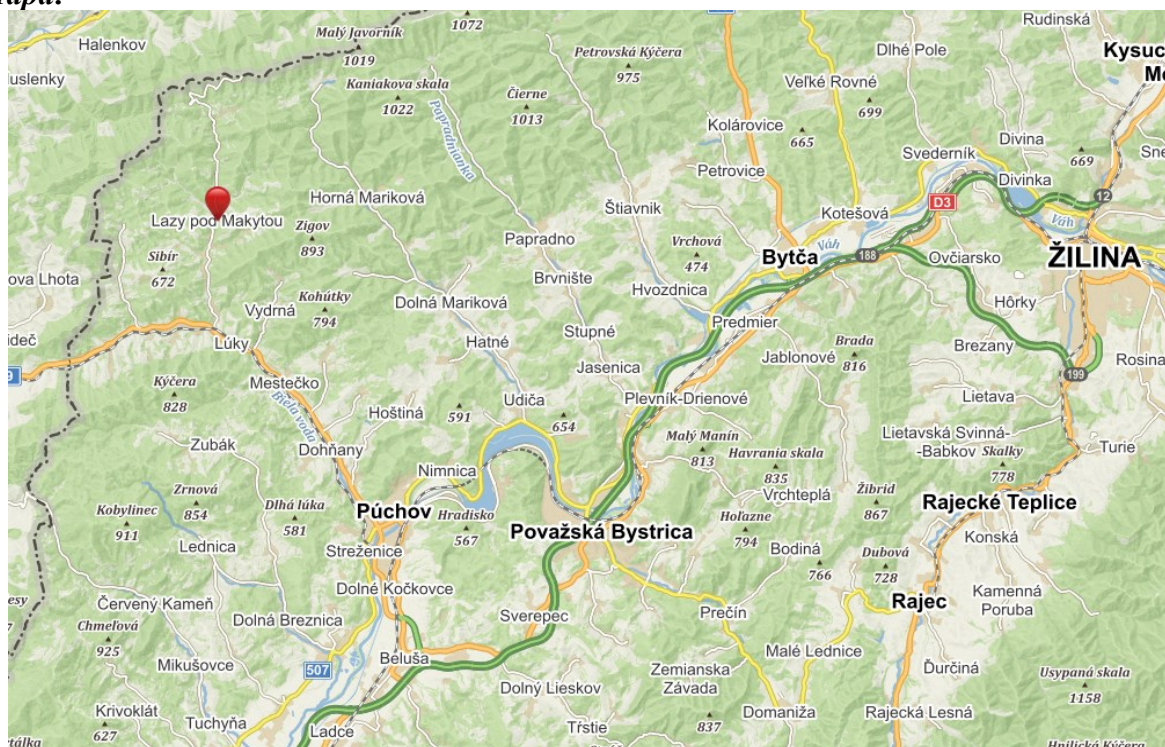 Halenkov
Malý Javorník
1019
1072
Petrovská Kýčera
975
Dlhé Pole
Rudinská
Kaniakova skala
1022
Čierne
1013
Papradnianka
Veľké Rovné
699
Kolárovice
665
Divina
669
Svederník
Petrovice
Divinka
D3
12
Horná Mariková
Štiavnik
Kotešová
Váh
Váh
Lazy pod Makytou
Zigov
893
Papradno
Vrchová
474
Bytča
188
Ovčiarsko
ŽILINA
Sibír
672
Brvnište
Hvozdnica
Hôrky
Vydrná
Kohútky
794
Dolná Mariková
Predmier
Lúky
Hatné
Stupné
Jablonové
Brada
816
Brezany
Rosina
199
Kýčera
828
Mestečko
Jasenica
Biela voda
Hoštiná
591
Udiča
654
Plevník-Drienové
Lietava
Zubák
Dohňany
Malý Manín
813
Havrania skala
835
Lietavská Svinná-
-Babkov
Skalky
778
Turie
Nimnica
Zrnová
854
Dlhá lúka
581
Púchov
Hradisko
567
Považská Bystrica
Vrchteplá
Žibrid
867
Rajecké Teplice
Kobylinec
911
Hoľazne
794
Konská
Lednica
Streženice
Bodiná
766
Dubová
728
Dolné Kočkovce
Kamenná
Poruba
Červený Kameň
Rajec
Chmeľová
925
Dolná Breznica
Sverepec
Prečín
Mikušovce
507
Beluša
Malé Lednice
Zemianska
Závada
Ďurčiná
Dolný Lieskov
Usypaná skala
1158
Krivoklát
627
Tuchyňa
Ladce
Tŕstie
837
Domaniža
Rajecká Lesná
Hnilická Kýčera